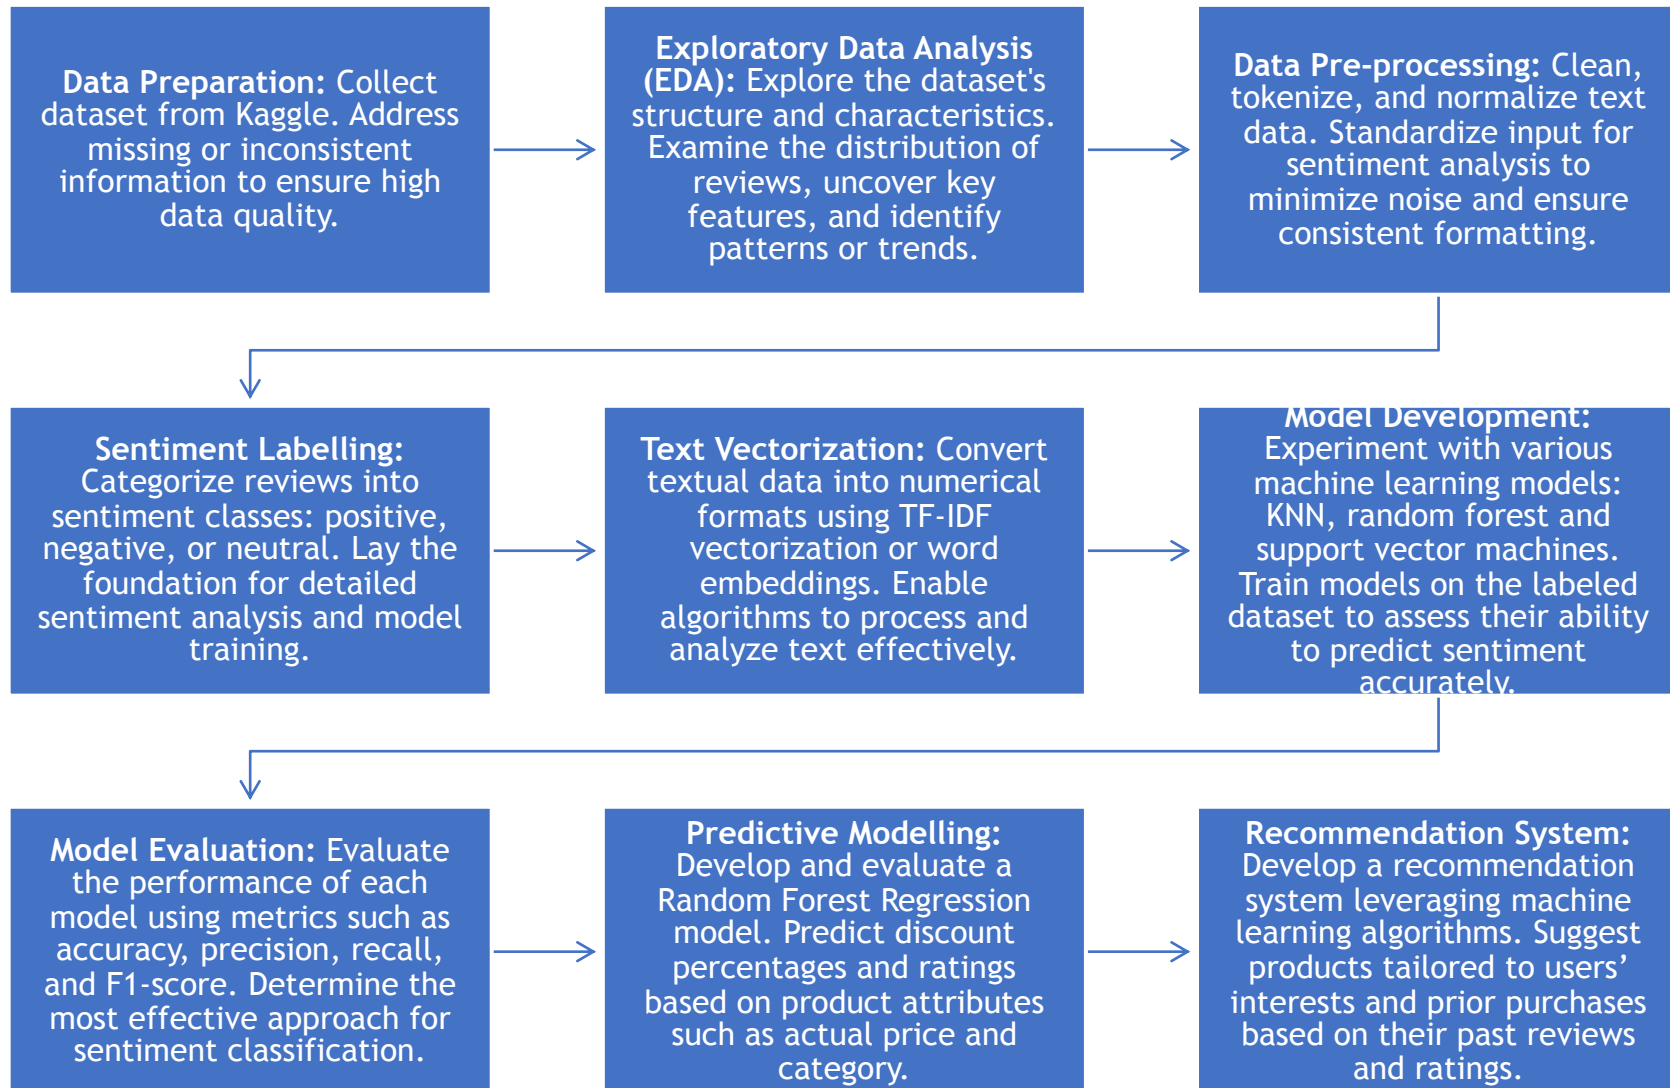 Data Preparation: Collect
dataset from Kaggle. Address
missing or inconsistent
information to ensure high
data quality.
Exploratory Data Analysis
(EDA): Explore the dataset's
structure and characteristics.
Examine the distribution of
reviews, uncover key
features, and identify
patterns or trends.
Data Pre-processing: Clean,
tokenize, and normalize text
data. Standardize input for
sentiment analysis to
minimize noise and ensure
consistent formatting.
Sentiment Labelling:
Categorize reviews into
sentiment classes: positive,
negative, or neutral. Lay the
foundation for detailed
sentiment analysis and model
training.
Text Vectorization: Convert
textual data into numerical
formats using TF-IDF
vectorization or word
embeddings. Enable
algorithms to process and
analyze text effectively.
Model Development:
Experiment with various
machine learning models:
KNN, random forest and
support vector machines.
Train models on the labeled
dataset to assess their ability
to predict sentiment
accurately.
Model Evaluation: Evaluate
the performance of each
model using metrics such as
accuracy, precision, recall,
and F1-score. Determine the
most effective approach for
sentiment classification.
Predictive Modelling:
Develop and evaluate a
Random Forest Regression
model. Predict discount
percentages and ratings
based on product attributes
such as actual price and
category.
Recommendation System:
Develop a recommendation
system leveraging machine
learning algorithms. Suggest
products tailored to users’
interests and prior purchases
based on their past reviews
and ratings.